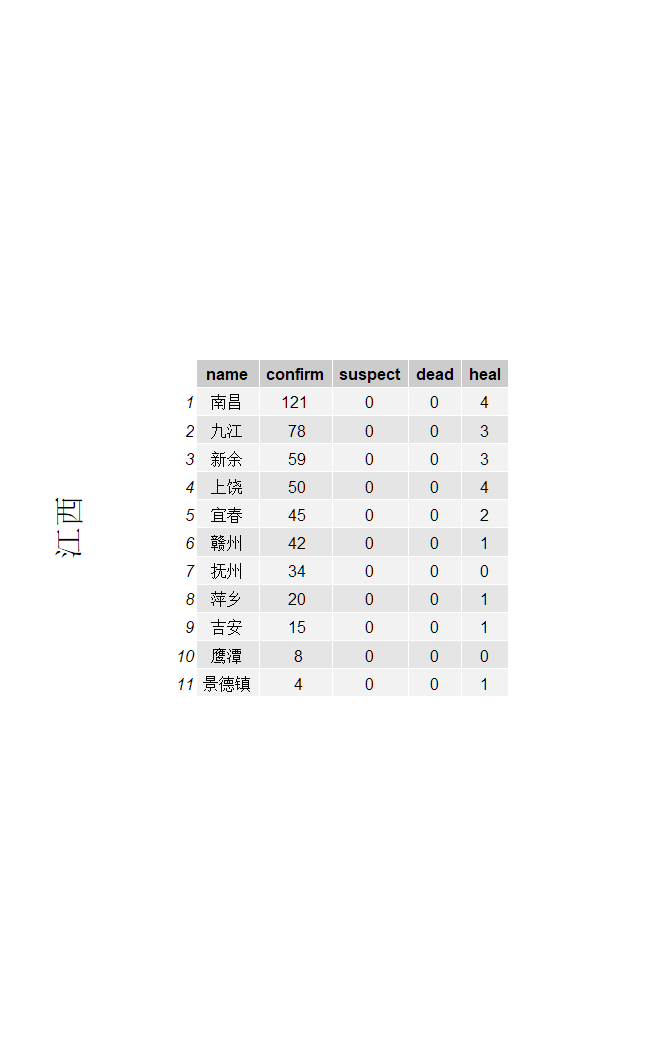 江西
name confirm suspect dead heal
1 南昌 121 0 0 4
2 九江 78 0 0 3
3 新余 59 0 0 3
4 上饶 50 0 0 4
5 宜春 45 0 0 2
6 赣州 42 0 0 1
7 抚州 34 0 0 0
8 萍乡 20 0 0 1
9 吉安 15 0 0 1
10 鹰潭 8 0 0 0
11 景德镇 4 0 0 1